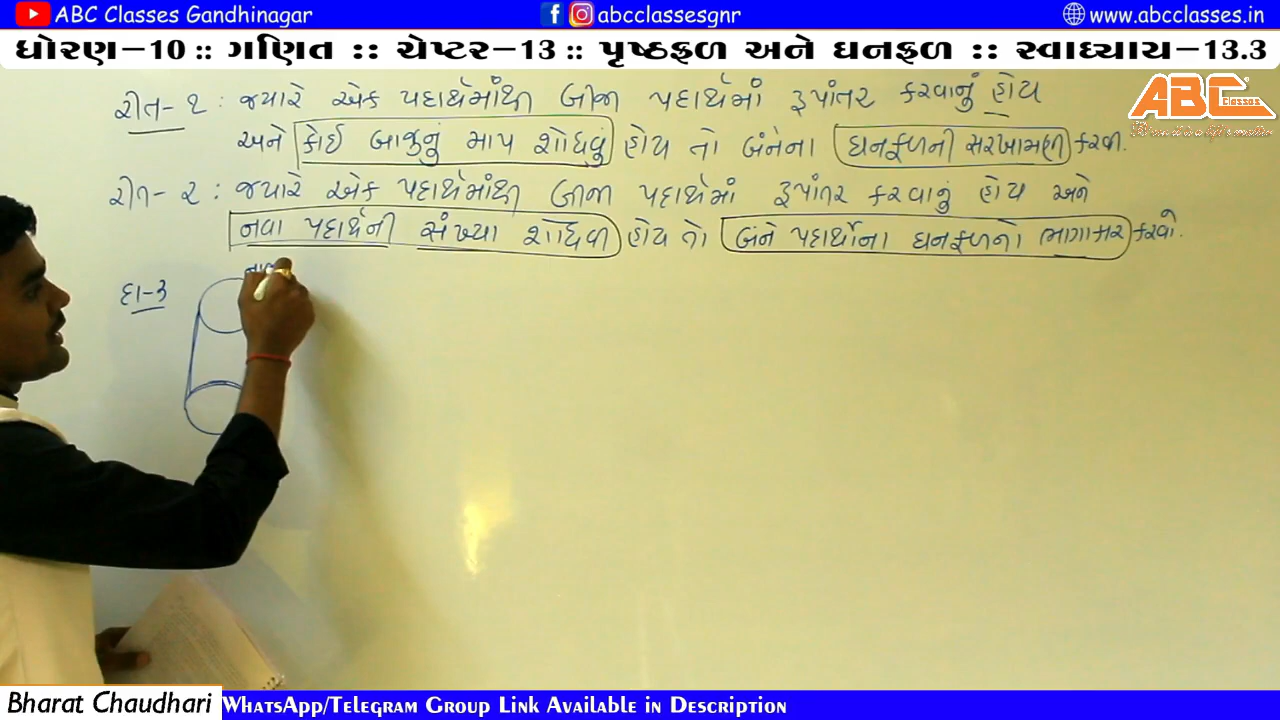 ABC Classes Gandhinagar
abcclassesgnr
www.abcclasses.in
ધોરણ-10 :: ગણિત :: ચેપ્ટર-13 :: પૃષ્ઠફળ અને ઘનફળ :: સ્વાધ્યાય-13.3
ABC Classes
રીત-૧ : જ્યારે એક પદાર્થમાંથી બીજા પદાર્થમાં રૂપાંતર કરવાનું હોય
અને કોઈ બાજુનું માપ શોધવું હોય તો બંનેના ઘનફળની સરખામણી કરવી.
રીત-૨ : જ્યારે એક પદાર્થમાંથી બીજા પદાર્થમાં રૂપાંતર કરવાનું હોય અને
નવા પદાર્થની સંખ્યા શોધવી હોય તો બંને પદાર્થોના ઘનફળનો ભાગાકાર કરવો.
દા-૩
Bharat Chaudhari
WhatsApp/Telegram Group Link Available in Description